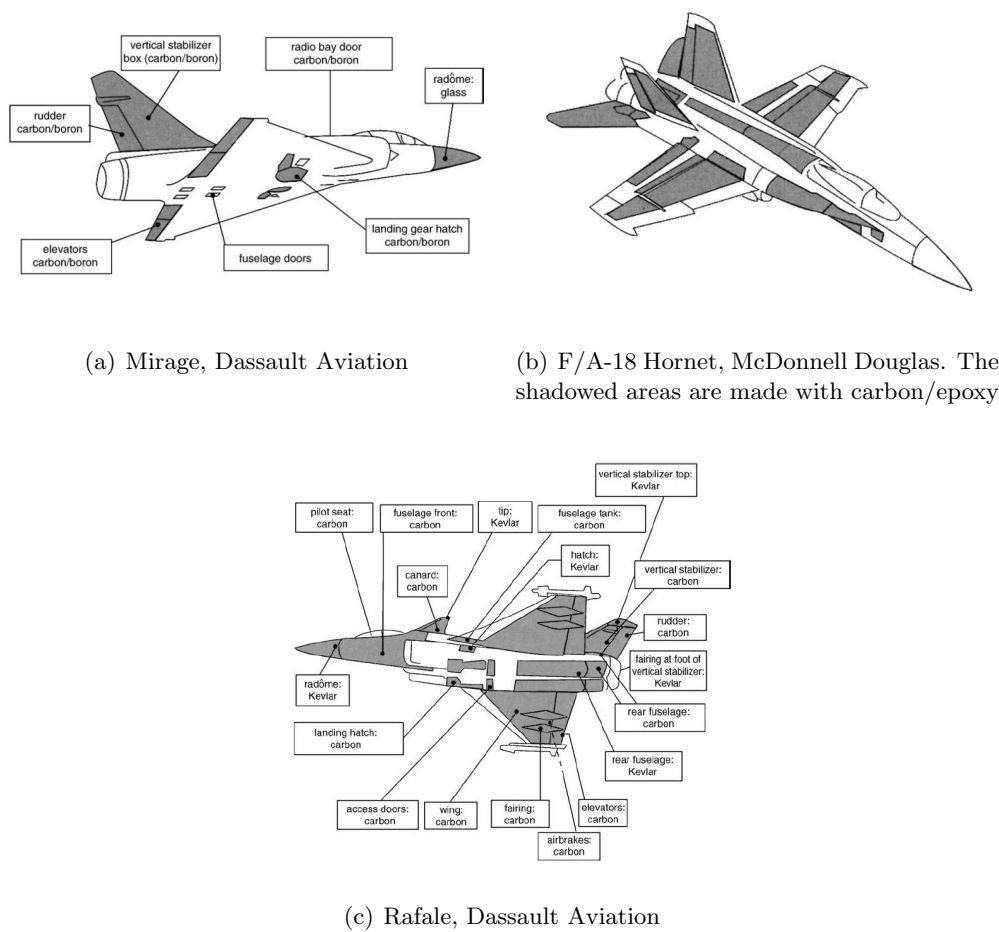 vertical stabilizer
box (carbon/boron)
radio bay door
carbon/boron
radôme:
glass
rudder
carbon/boron
elevators
carbon/boron
fuselage doors
landing gear hatch
carbon/boron
(a) Mirage, Dassault Aviation
(b) F/A-18 Hornet, McDonnell Douglas. The
shadowed areas are made with carbon/epoxy
vertical stabilizer top:
Kevlar
pilot seat:
carbon
fuselage front:
carbon
tip:
Kevlar
fuselage tank:
carbon
hatch:
Kevlar
canard:
carbon
vertical stabilizer:
carbon
rudder:
carbon
fairing at foot of
vertical stabilizer:
Kevlar
radôme:
Kevlar
rear fuselage:
carbon
landing hatch:
carbon
rear fuselage:
Kevlar
access doors:
carbon
wing:
carbon
fairing:
carbon
elevators:
carbon
airbrakes:
carbon
(c) Rafale, Dassault Aviation